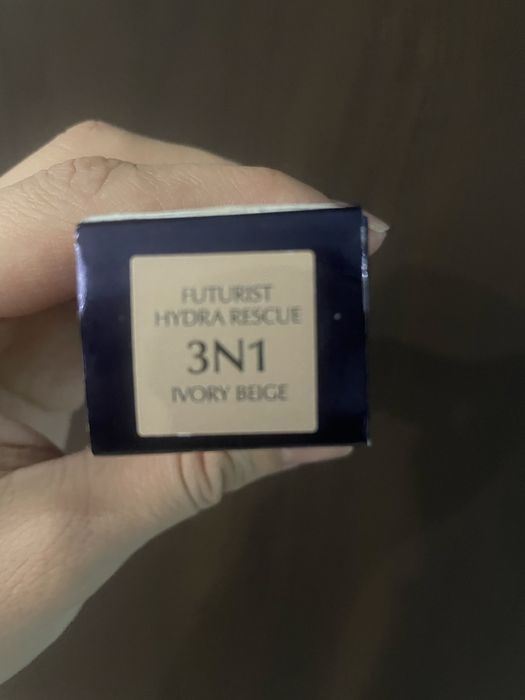 FUTURIST
HYDRA RESCUE
3N1
IVORY BEIGE